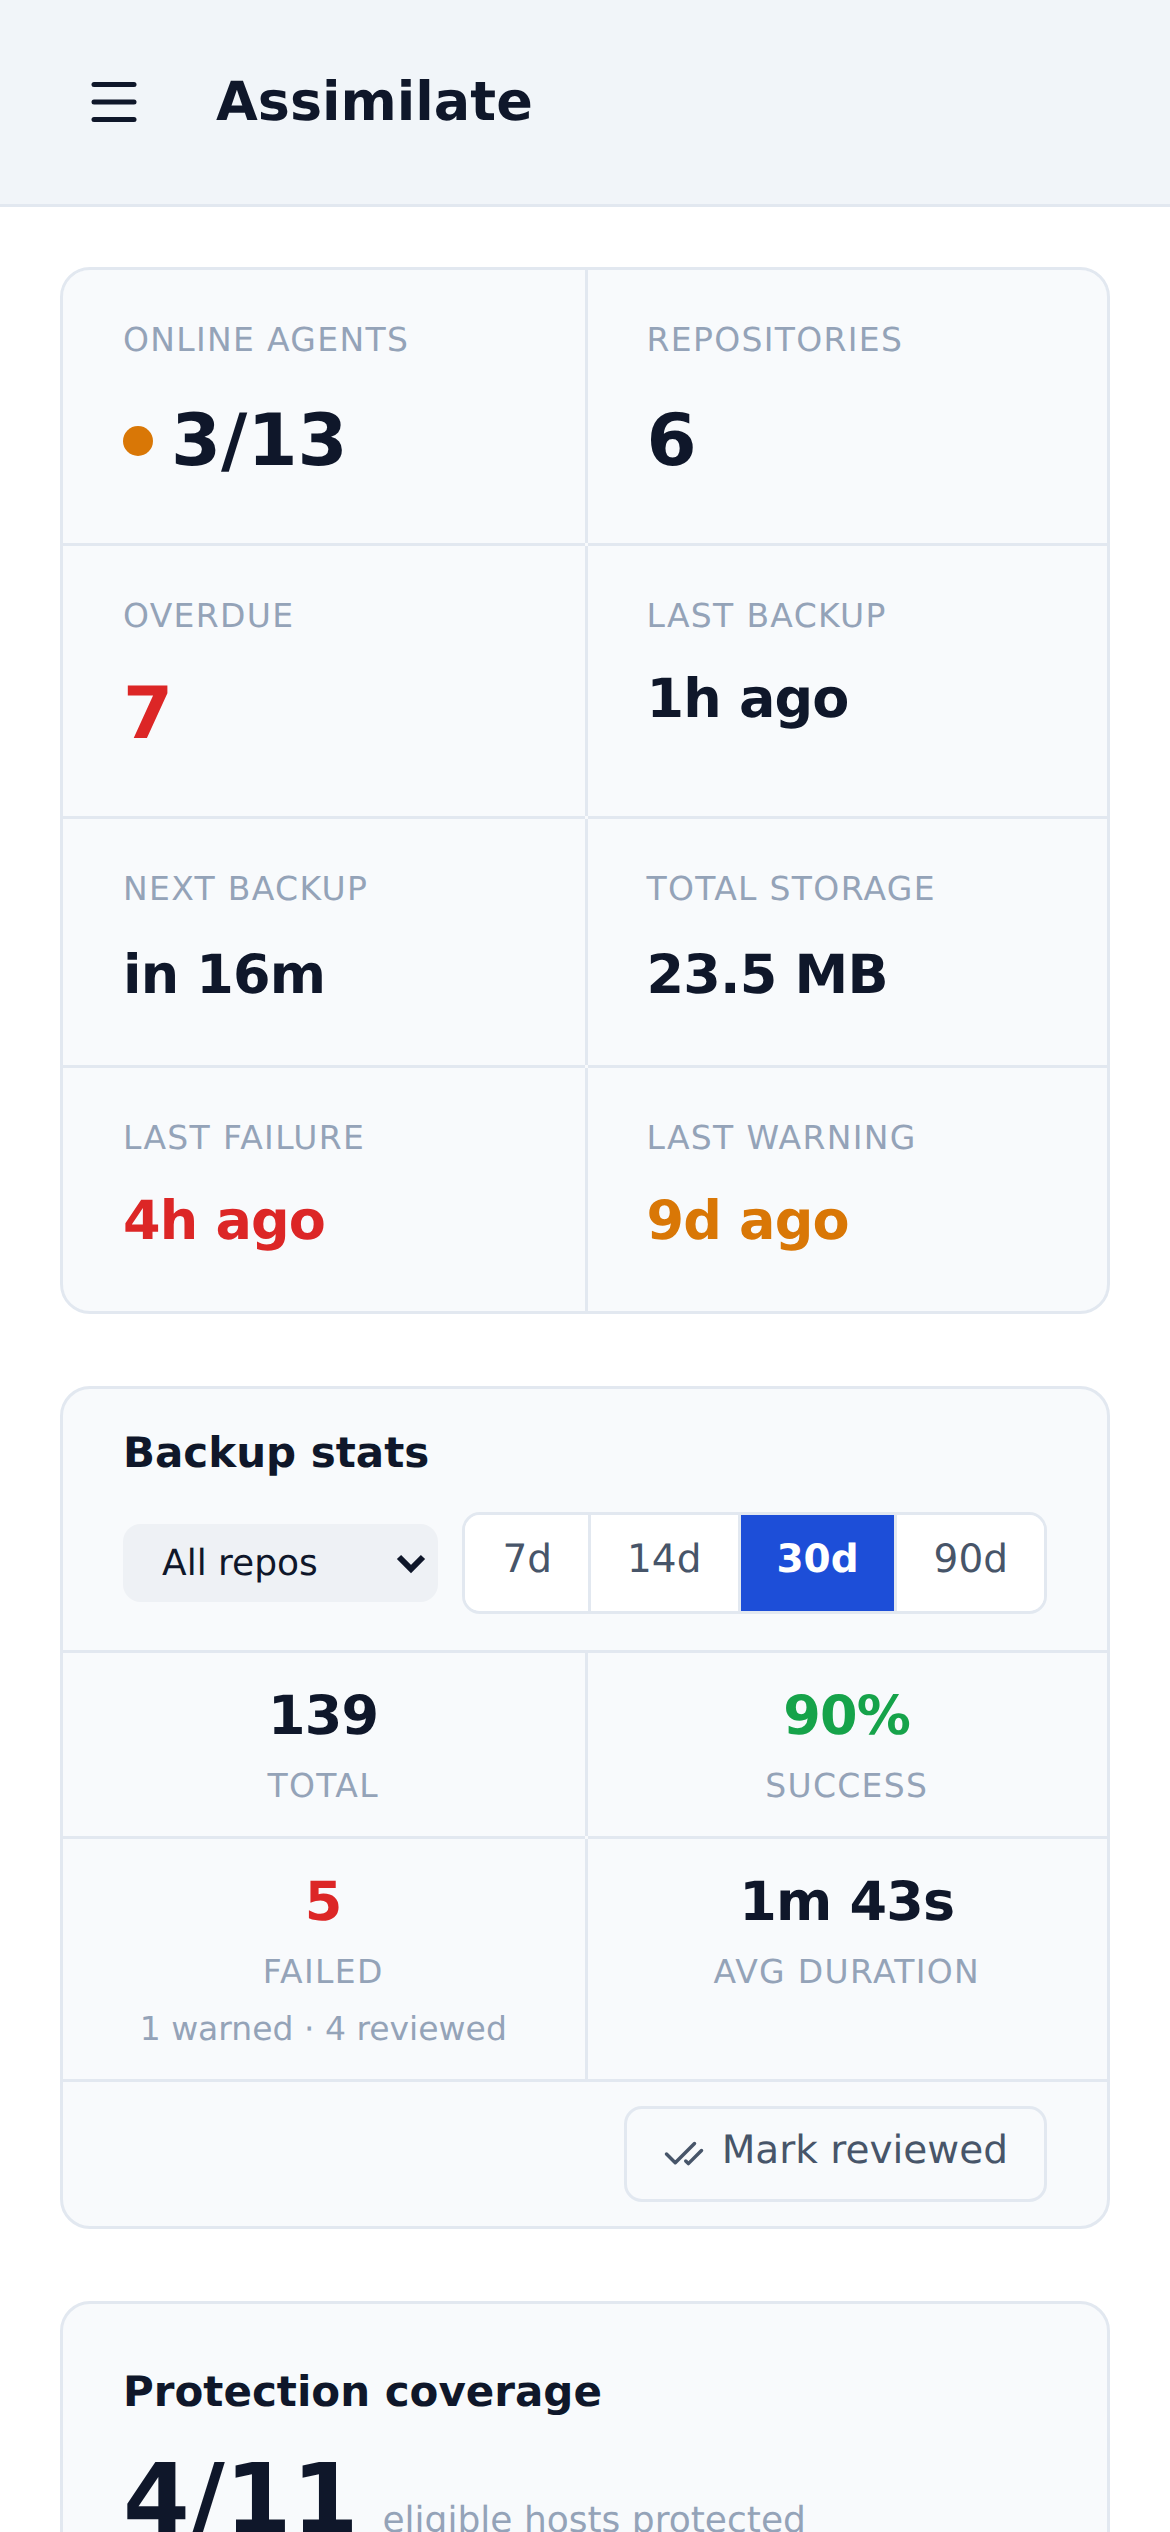 Assimilate
ONLINE AGENTS
3/13
REPOSITORIES
6
OVERDUE
7
LAST BACKUP
1h ago
NEXT BACKUP
in 16m
TOTAL STORAGE
23.5 MB
LAST FAILURE
4h ago
LAST WARNING
9d ago
Backup stats
All repos
7d
14d
30d
90d
139
TOTAL
90%
SUCCESS
5
FAILED
1 warned · 4 reviewed
1m 43s
AVG DURATION
Mark reviewed
Protection coverage
4/11 eligible hosts protected